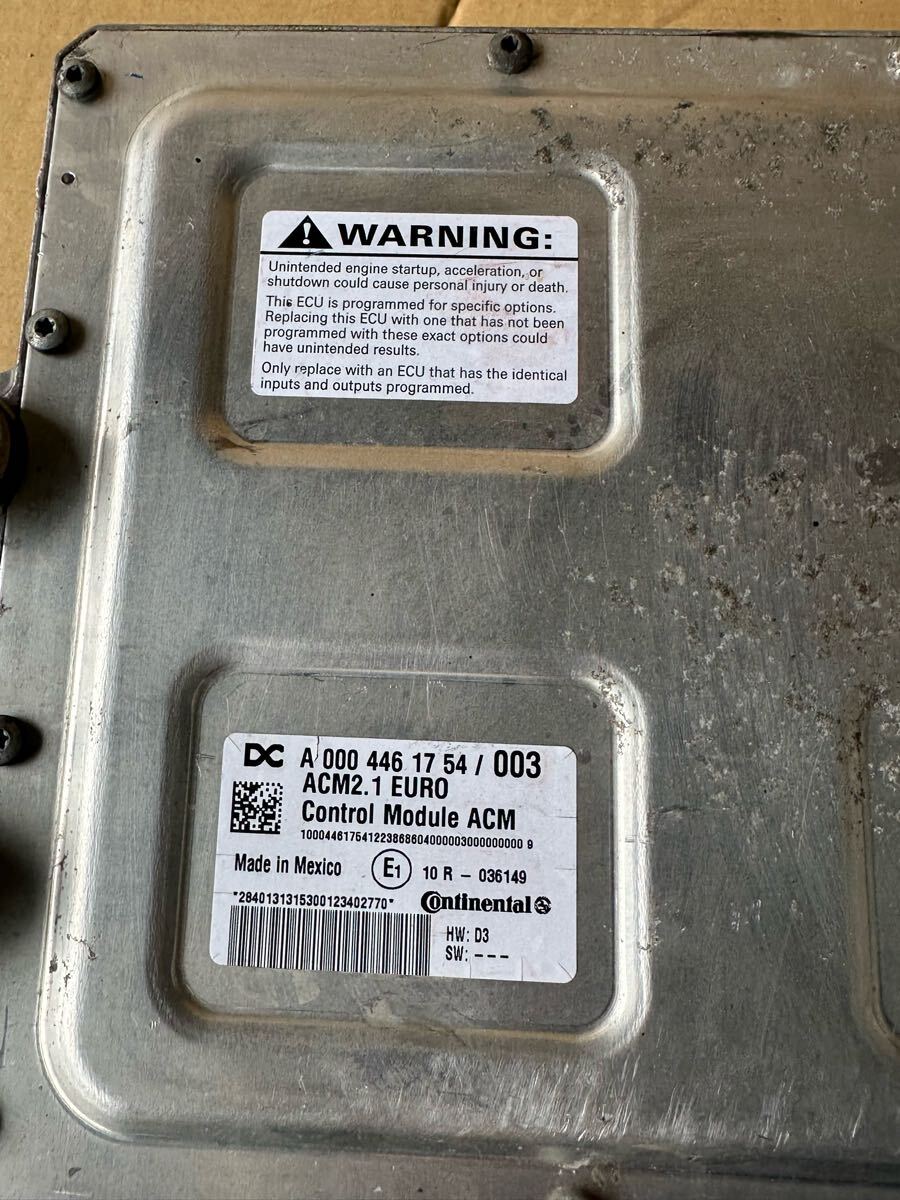 WARNING:
Unintended engine startup, acceleration, or
shutdown could cause personal injury or death.
This ECU is programmed for specific options.
Replacing this ECU with one that has not been
programmed with these exact options could
have unintended results.
Only replace with an ECU that has the identical
inputs and outputs programmed.
DC A 000 446 17 54 / 003
ACM2.1 EURO
Control Module ACM
100044617541223868604000003000000000 9
Made in Mexico E1 10 R - 036149
*2840131315300123402770* Continental
HW: D3
SW: ---